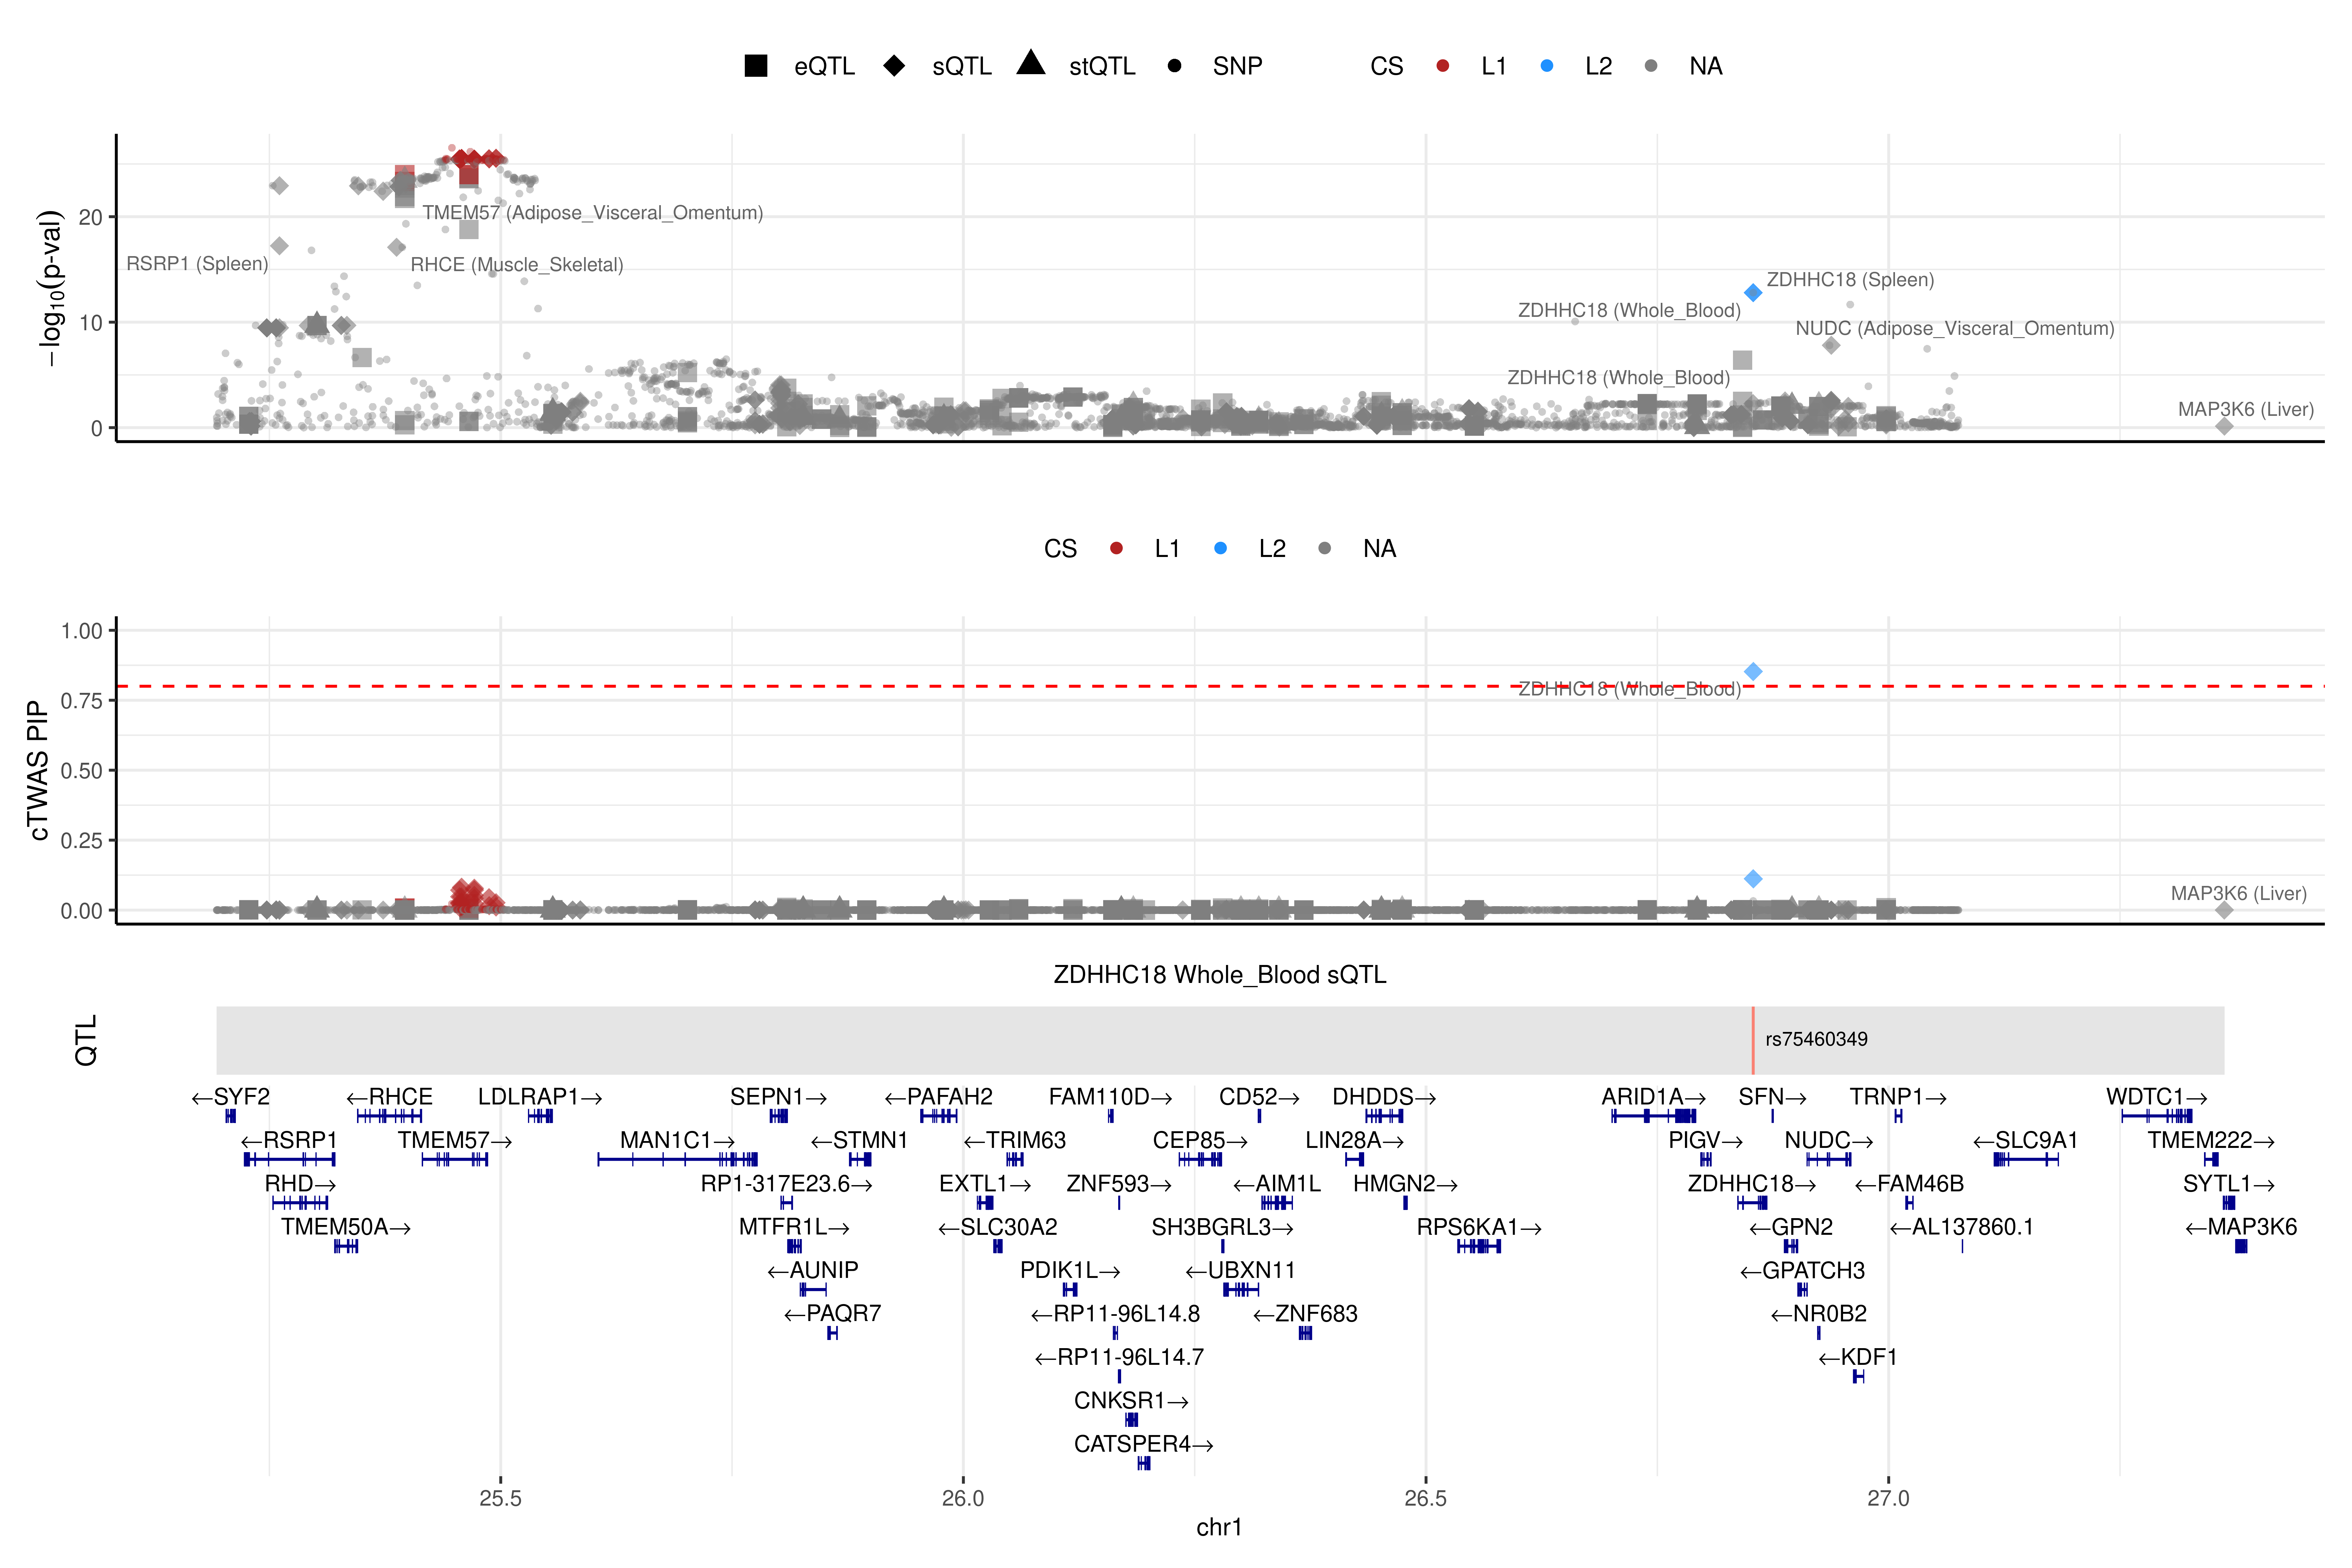 eQTL sQTL stQTL SNP CS L1 L2 NA
−log10(p-val)
20
10
0
TMEM57 (Adipose_Visceral_Omentum)
RSRP1 (Spleen)
RHCE (Muscle_Skeletal)
ZDHHC18 (Spleen)
ZDHHC18 (Whole_Blood)
NUDC (Adipose_Visceral_Omentum)
ZDHHC18 (Whole_Blood)
MAP3K6 (Liver)
CS L1 L2 NA
cTWAS PIP
1.00
0.75
0.50
0.25
0.00
ZDHHC18 (Whole_Blood)
MAP3K6 (Liver)
ZDHHC18 Whole_Blood sQTL
QTL
rs75460349
←SYF2 ←RHCE LDLRAP1→ SEPN1→ ←PAFAH2 FAM110D→ CD52→ DHDDS→ ARID1A→ SFN→ TRNP1→ WDTC1→
←RSRP1 TMEM57→ MAN1C1→ ←STMN1 ←TRIM63 CEP85→ LIN28A→ PIGV→ NUDC→ ←SLC9A1 TMEM222→
RHD→ RP1-317E23.6→ EXTL1→ ZNF593→ ←AIM1L HMGN2→ ZDHHC18→ ←FAM46B SYTL1→
TMEM50A→ MTFR1L→ ←SLC30A2 SH3BGRL3→ RPS6KA1→ ←GPN2 ←AL137860.1 ←MAP3K6
←AUNIP PDIK1L→ ←UBXN11 ←GPATCH3
←PAQR7 ←RP11-96L14.8 ←ZNF683 ←NR0B2
←RP11-96L14.7 ←KDF1
CNKSR1→
CATSPER4→
25.5 26.0 26.5 27.0
chr1